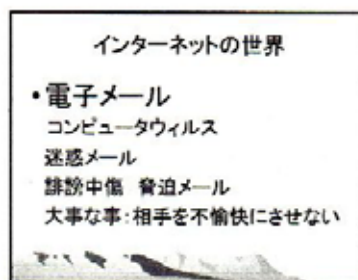 インターネットの世界
・電子メール
コンピュータウィルス
迷惑メール
誹謗中傷 脅迫メール
大事な事：相手を不愉快にさせない